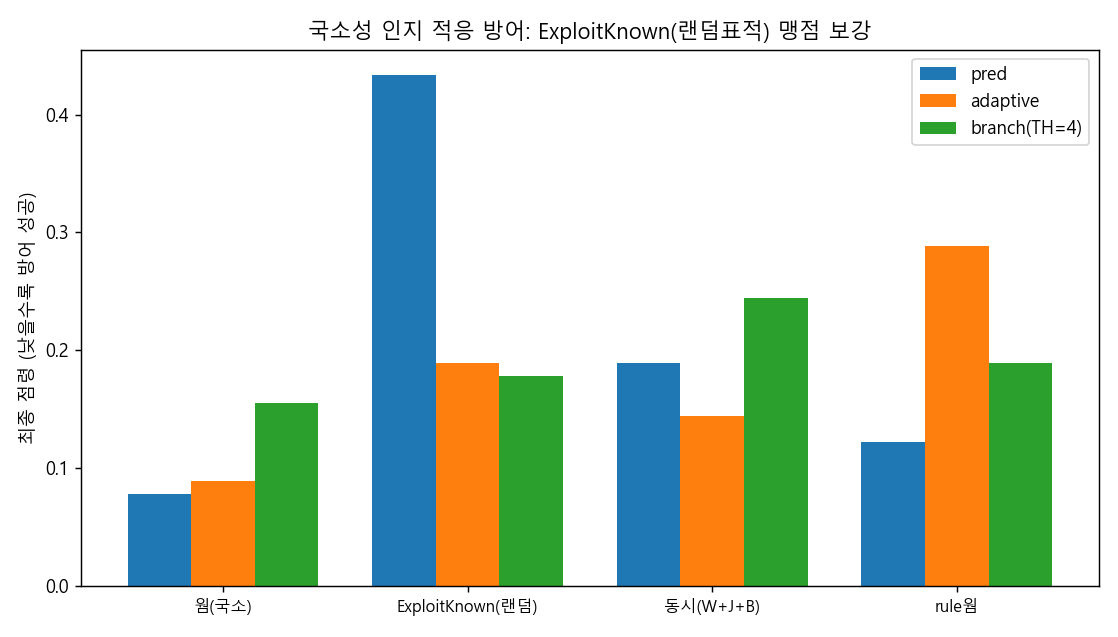 국소성 인지 적응 방어: ExploitKnown(랜덤표적) 맹점 보강
pred
adaptive
branch(TH=4)
최종 점령 (낮을수록 방어 성공)
0.4
0.3
0.2
0.1
0.0
웜(국소)
ExploitKnown(랜덤)
동시(W+J+B)
rule웜